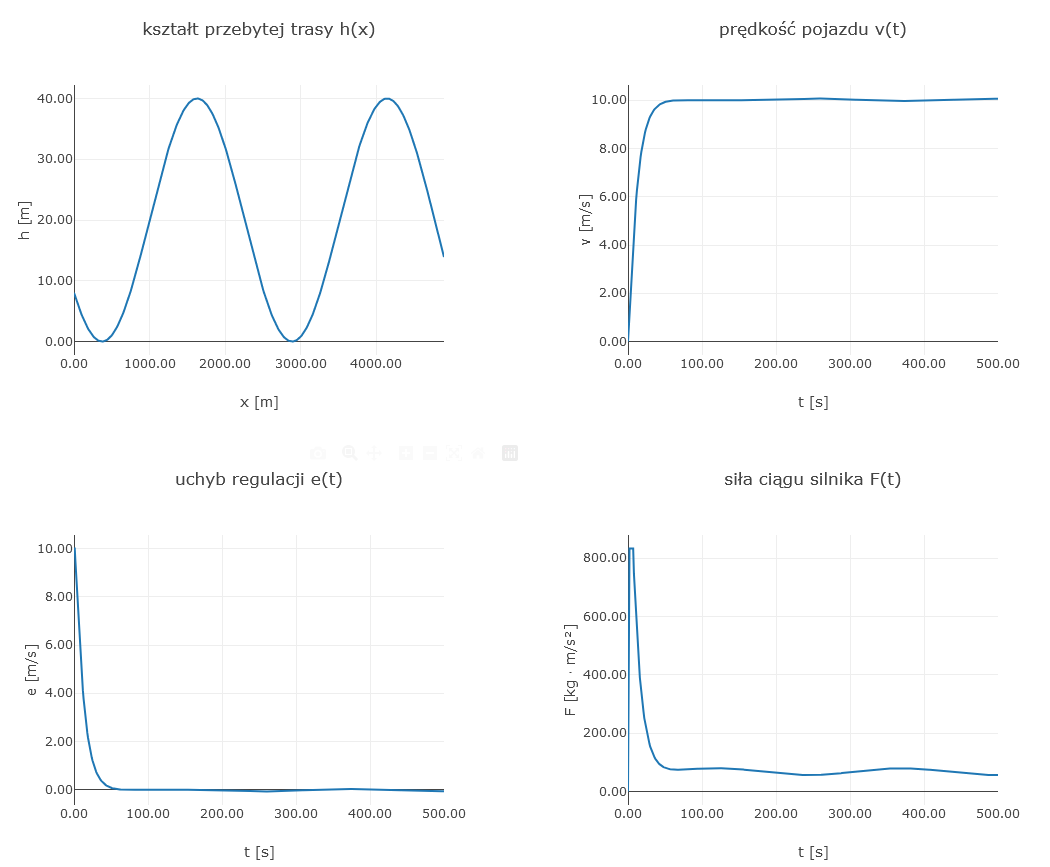 kształt przebytej trasy h(x)
40.00
30.00
20.00
10.00
0.00
h [m]
0.00 1000.00 2000.00 3000.00 4000.00
x [m]
prędkość pojazdu v(t)
10.00
8.00
6.00
4.00
2.00
0.00
v [m/s]
0.00 100.00 200.00 300.00 400.00 500.00
t [s]
uchyb regulacji e(t)
10.00
8.00
6.00
4.00
2.00
0.00
e [m/s]
0.00 100.00 200.00 300.00 400.00 500.00
t [s]
siła ciągu silnika F(t)
800.00
600.00
400.00
200.00
0.00
F [kg · m/s²]
0.00 100.00 200.00 300.00 400.00 500.00
t [s]